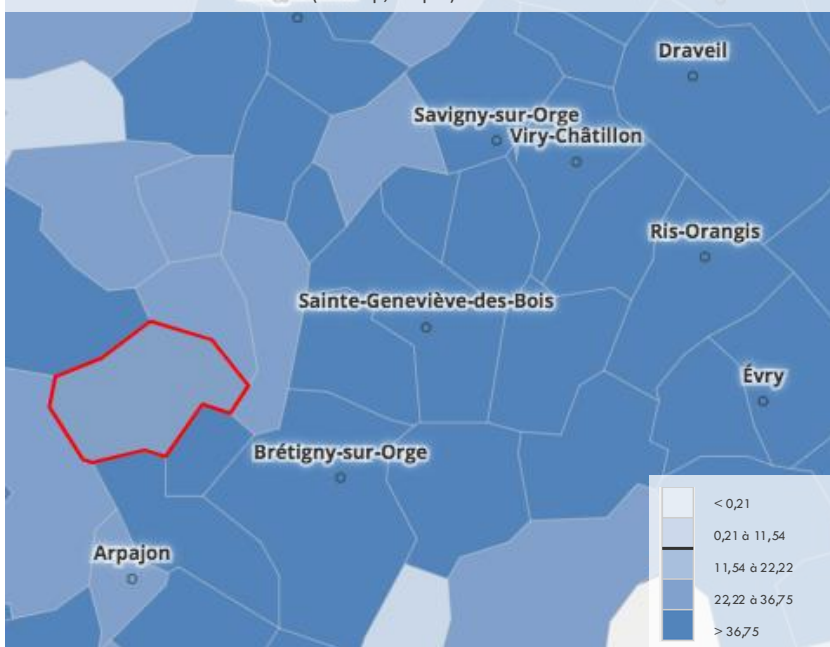 Draveil
Savigny-sur-Orge
Viry-Châtillon
Ris-Orangis
Sainte-Geneviève-des-Bois
Évry
Brétigny-sur-Orge
Arpajon
< 0,21
0,21 à 11,54
11,54 à 22,22
22,22 à 36,75
> 36,75